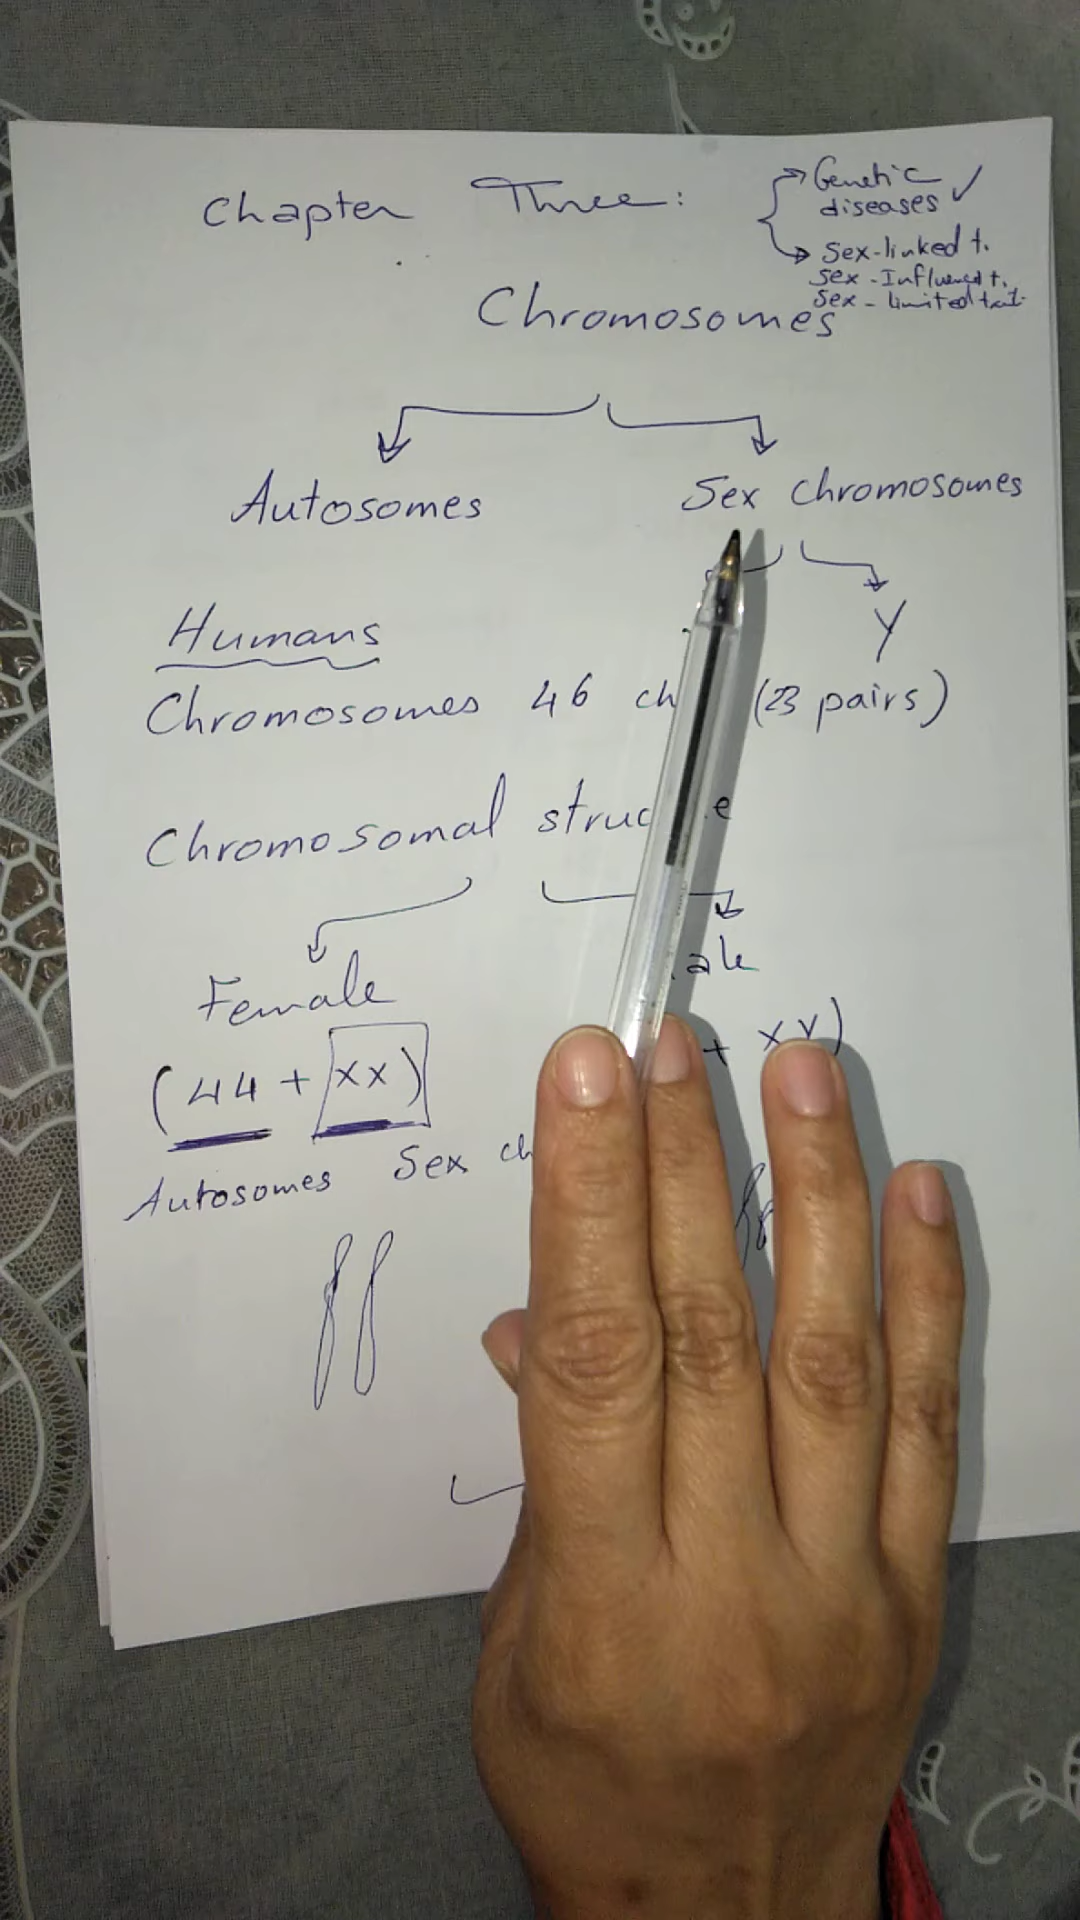 Chapter Three:
Genetic
diseases ✓
Sex-linked t.
Sex-Influenced t.
Sex-limited
Chromosomes
Autosomes
Sex chromosomes
Y
Humans
Chromosomes 46 (23 pairs)
Chromosomal
Female
(44 + XX)
+ XY)
Autosomes Sex